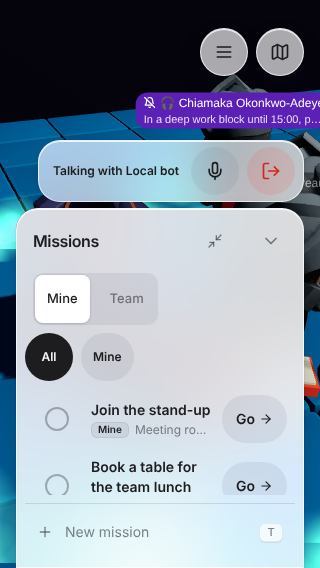 🎧 Chiamaka Okonkwo-Adeye
In a deep work block until 15:00, p...
Talking with Local bot
Missions
Mine
Team
All
Mine
Join the stand-up
Mine
Meeting ro...
Go →
Book a table for
the team lunch
Go →
+ New mission
T